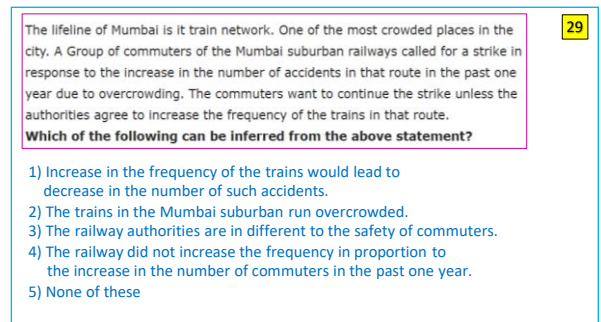 The lifeline of Mumbai is it train network. One of the most crowded places in the
29
city. A Group of commuters of the Mumbai suburban railways called for a strike in
response to the increase in the number of accidents in that route in the past one
year due to overcrowding. The commuters want to continue the strike unless the
authorities agree to increase the frequency of the trains in that route.
Which of the following can be inferred from the above statement?
1) Increase in the frequency of the trains would lead to
decrease in the number of such accidents.
2) The trains in the Mumbai suburban run overcrowded.
3) The railway authorities are in different to the safety of commuters.
4) The railway did not increase the frequency in proportion to
the increase in the number of commuters in the past one year.
5) None of these